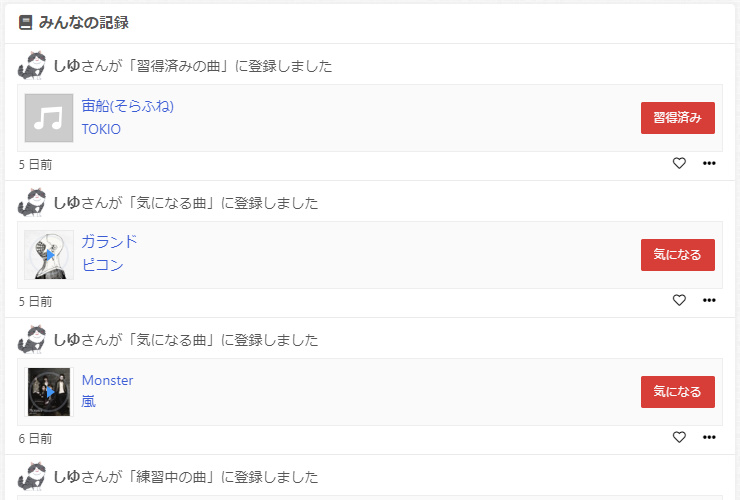 みんなの記録
しゆさんが「習得済みの曲」に登録しました
宙船(そらふね)
TOKIO
習得済み
5 日前
しゆさんが「気になる曲」に登録しました
ガランド
ピコン
気になる
5 日前
しゆさんが「気になる曲」に登録しました
Monster
嵐
気になる
6 日前
しゆさんが「練習中の曲」に登録しました